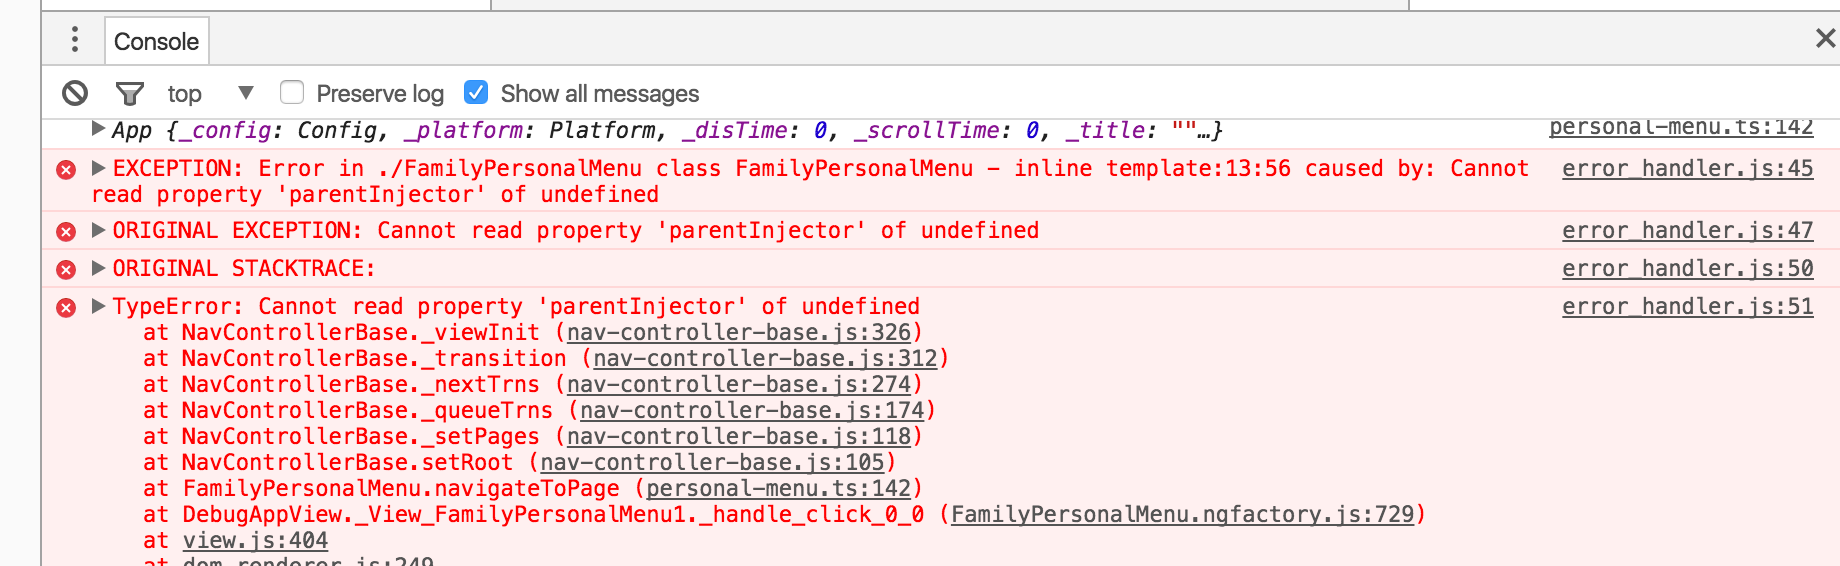 Console
top Preserve log Show all messages
App {_config: Config, _platform: Platform, _disTime: 0, _scrollTime: 0, _title: ""…} personal-menu.ts:142
EXCEPTION: Error in ./FamilyPersonalMenu class FamilyPersonalMenu – inline template:13:56 caused by: Cannot error_handler.js:45
read property 'parentInjector' of undefined
ORIGINAL EXCEPTION: Cannot read property 'parentInjector' of undefined error_handler.js:47
ORIGINAL STACKTRACE: error_handler.js:50
TypeError: Cannot read property 'parentInjector' of undefined error_handler.js:51
at NavControllerBase._viewInit (nav-controller-base.js:326)
at NavControllerBase._transition (nav-controller-base.js:312)
at NavControllerBase._nextTrns (nav-controller-base.js:274)
at NavControllerBase._queueTrns (nav-controller-base.js:174)
at NavControllerBase._setPages (nav-controller-base.js:118)
at NavControllerBase.setRoot (nav-controller-base.js:105)
at FamilyPersonalMenu.navigateToPage (personal-menu.ts:142)
at DebugAppView._View_FamilyPersonalMenu1._handle_click_0_0 (FamilyPersonalMenu.ngfactory.js:729)
at view.js:404
at dom_renderer.js:249